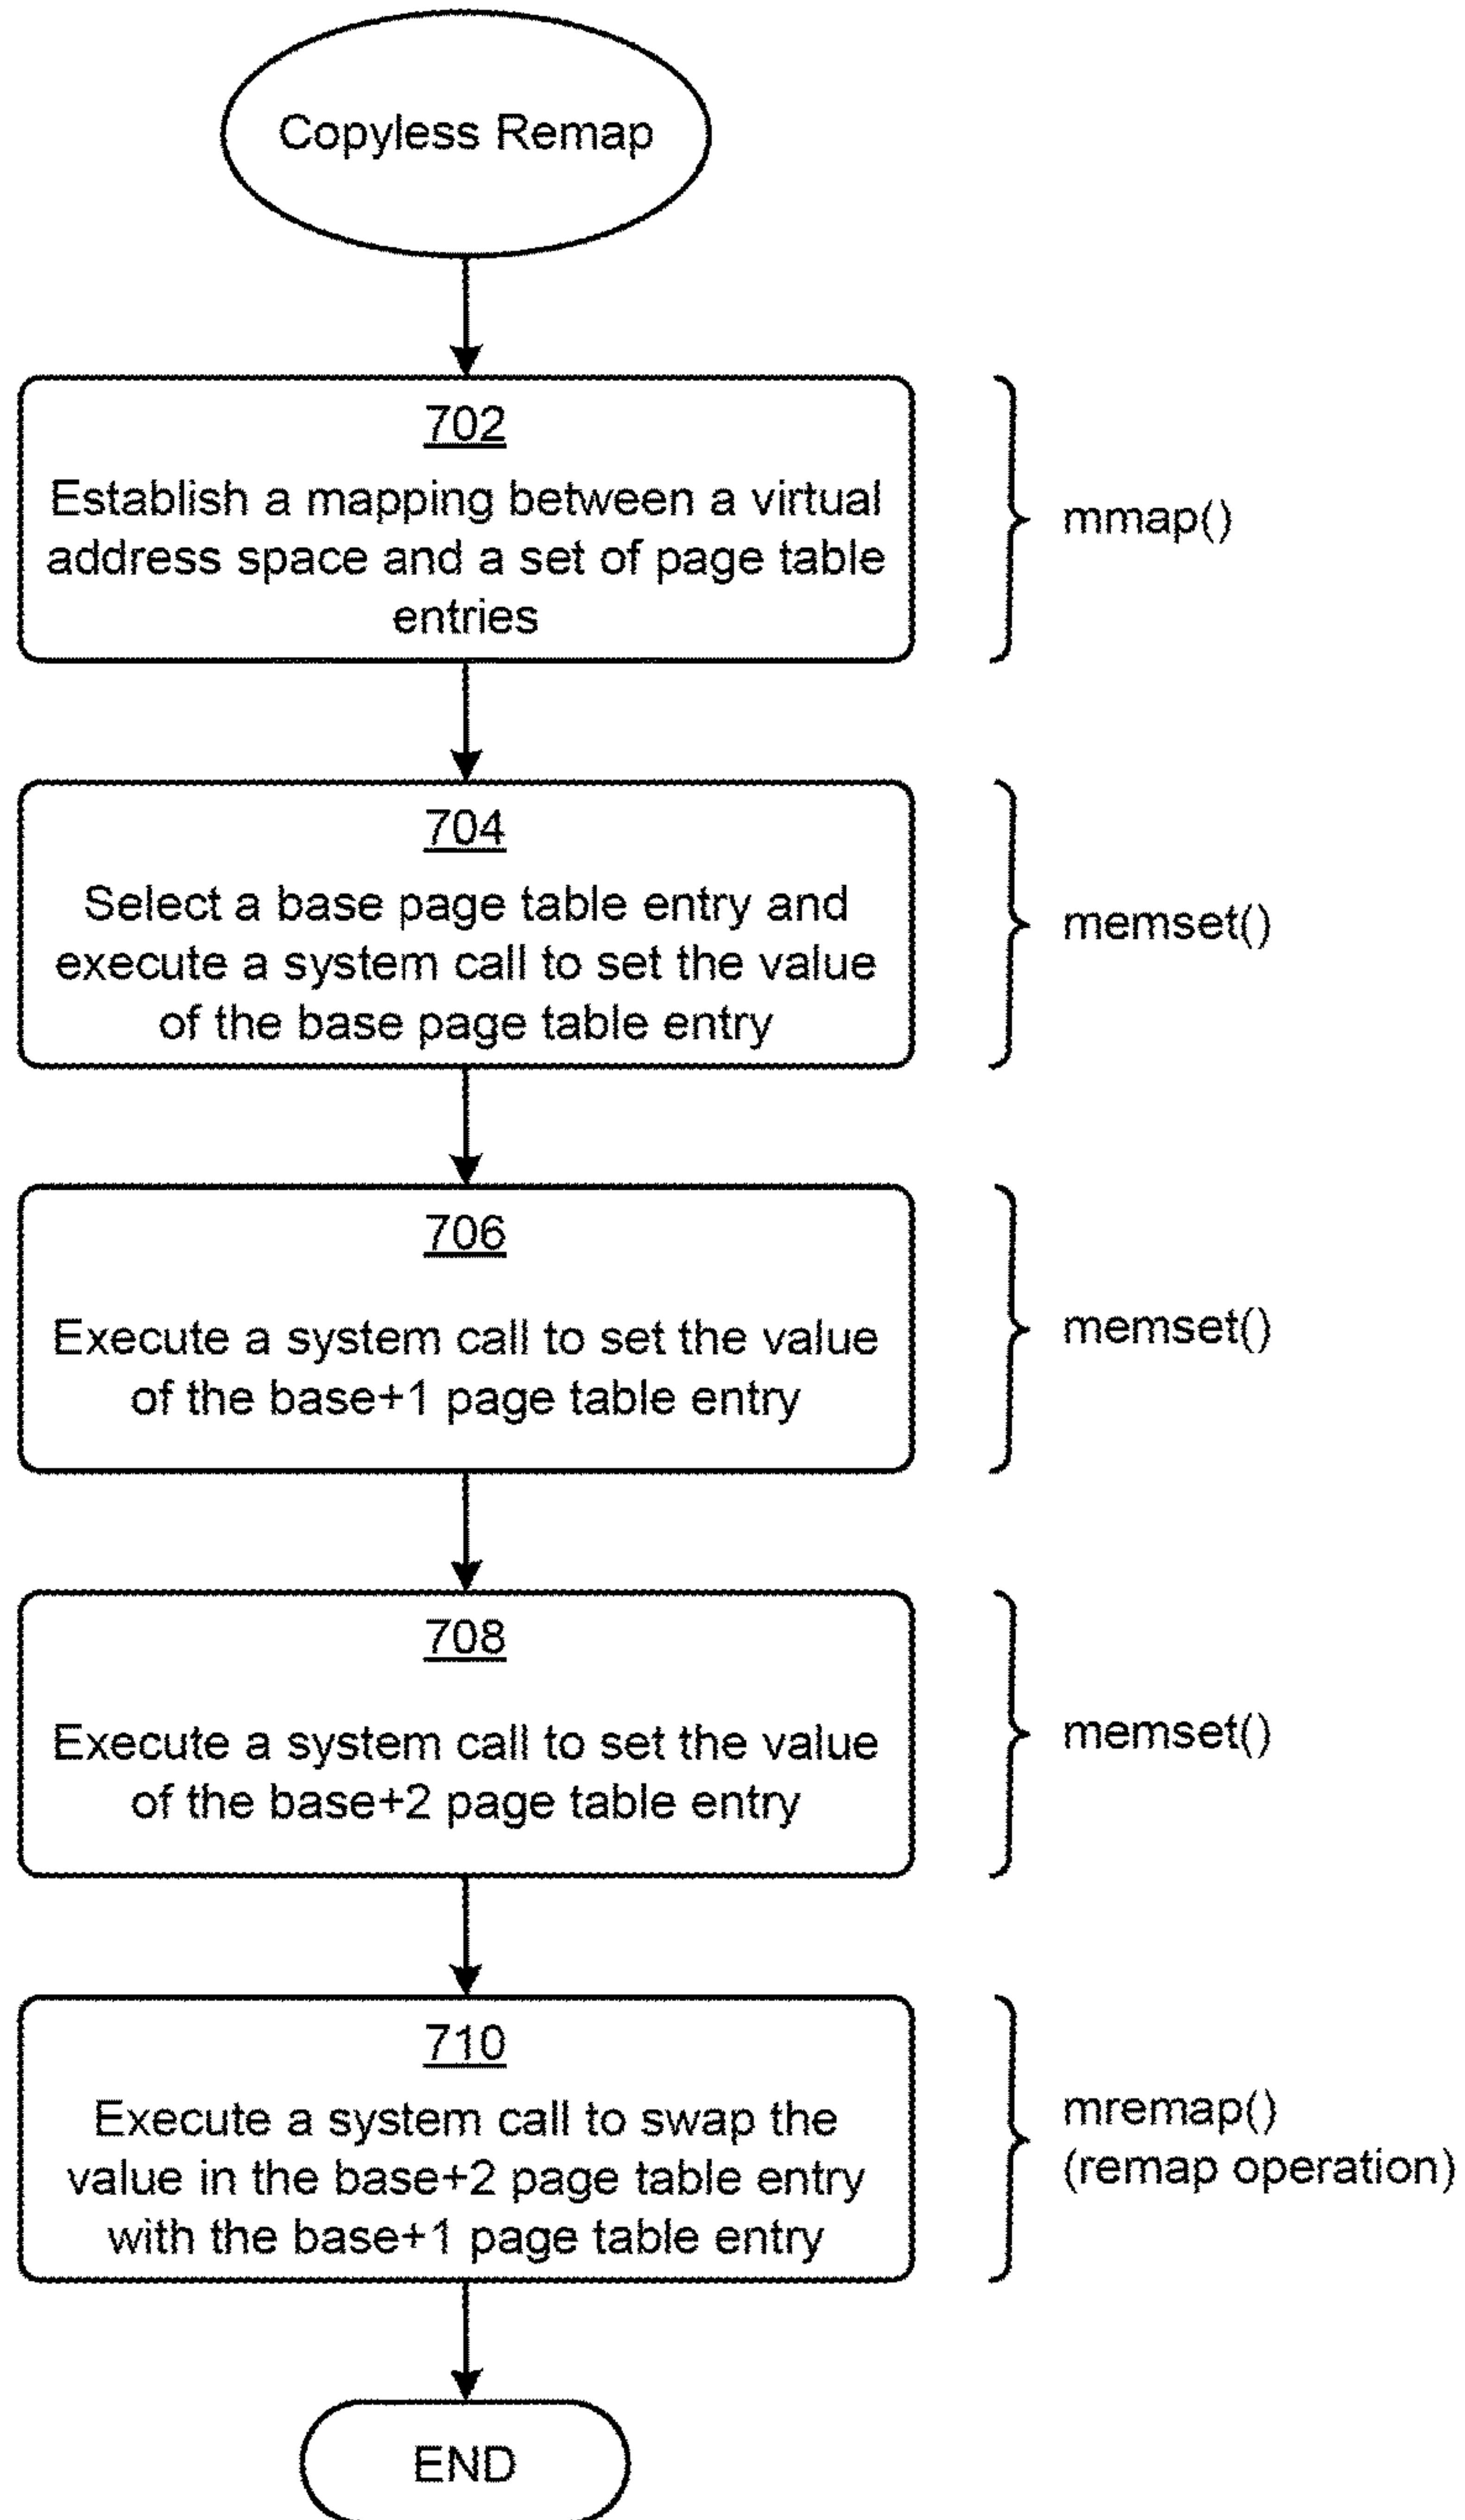 Copyless Remap
702
Establish a mapping between a virtual
address space and a set of page table
entries
mmap()
704
Select a base page table entry and
execute a system call to set the value
of the base page table entry
memset()
706
Execute a system call to set the value
of the base+1 page table entry
memset()
708
Execute a system call to set the value
of the base+2 page table entry
memset()
710
Execute a system call to swap the
value in the base+2 page table entry
with the base+1 page table entry
mremap()
(remap operation)
END